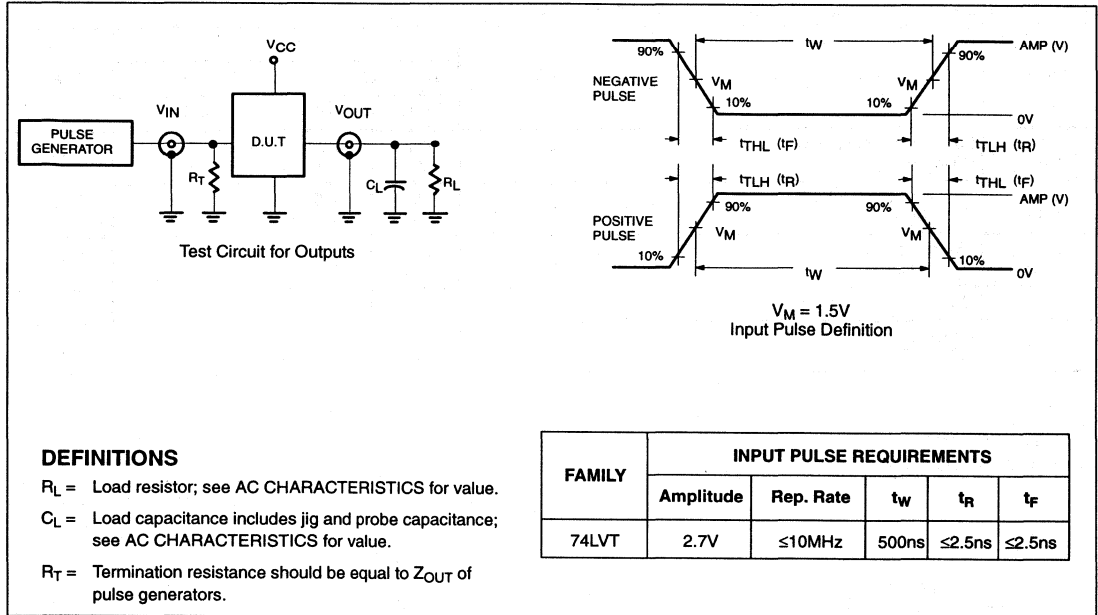 VCC
VIN
VOUT
PULSE
GENERATOR
D.U.T
RT
CL
RL
Test Circuit for Outputs
90%
tW
90%
AMP (V)
NEGATIVE
PULSE
VM
VM
10%
10%
0V
tTHL (tF)
tTLH (tR)
tTLH (tR)
tTHL (tF)
AMP (V)
90%
90%
POSITIVE
PULSE
VM
VM
10%
10%
tW
0V
VM = 1.5V
Input Pulse Definition
DEFINITIONS
RL = Load resistor; see AC CHARACTERISTICS for value.
CL = Load capacitance includes jig and probe capacitance;
see AC CHARACTERISTICS for value.
RT = Termination resistance should be equal to ZOUT of
pulse generators.
FAMILY
INPUT PULSE REQUIREMENTS
Amplitude Rep. Rate tW tR tF
74LVT 2.7V ≤10MHz 500ns ≤2.5ns ≤2.5ns